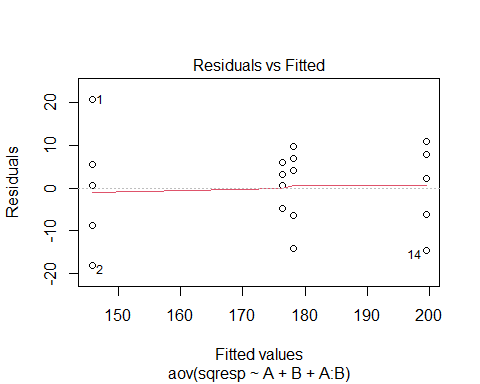 Residuals vs Fitted
Residuals
20
10
0
-10
-20
1
2
14
150 160 170 180 190 200
Fitted values
aov(sqresp ~ A + B + A:B)